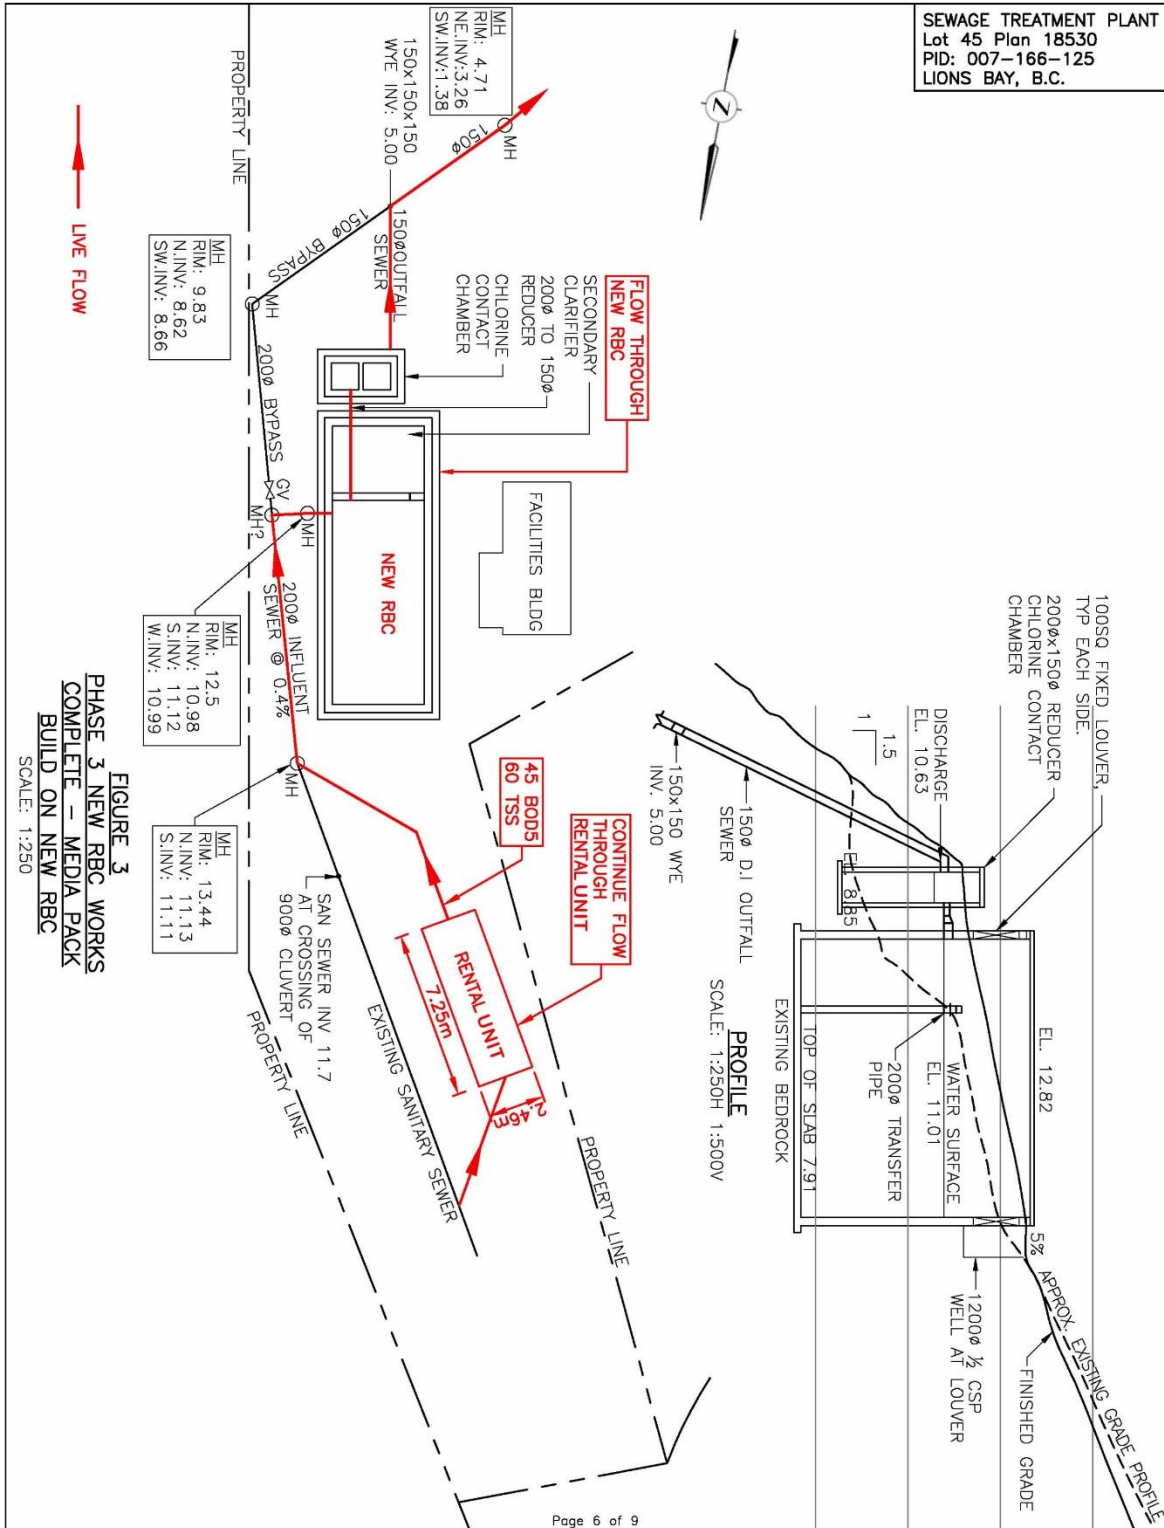 SEWAGE TREATMENT PLANT
Lot 45 Plan 18530
PID: 007-166-125
LIONS BAY, B.C.
100SQ FIXED LOUVER,
TYP EACH SIDE.
200øx150ø REDUCER
CHLORINE CONTACT
CHAMBER
DISCHARGE
EL. 10.63
1.5
1
EL. 12.82
WATER SURFACE
EL. 11.01
200ø TRANSFER
PIPE
TOP OF SLAB 7.91
EXISTING BEDROCK
EL 8.85
5%
APPROX. EXISTING GRADE PROFILE
FINISHED GRADE
1200ø ½ CSP
WELL AT LOUVER
150ø D.I OUTFALL
SEWER
150x150 WYE
INV. 5.00
PROFILE
SCALE: 1:250H 1:500V
N
MH
RIM: 4.71
NE.INV:3.26
SW.INV:1.38
150x150x150
WYE INV: 5.00
MH
150ø
150øOUTFALL
SEWER
150ø BYPASS
FLOW THROUGH
NEW RBC
SECONDARY
CLARIFIER
200ø TO 150ø
REDUCER
CHLORINE
CONTACT
CHAMBER
FACILITIES BLDG
NEW RBC
PROPERTY LINE
MH
200ø BYPASS
GV
MH?
MH
200ø INFLUENT
SEWER @ 0.4%
MH
MH
RIM: 9.83
N.INV: 8.62
SW.INV: 8.66
MH
RIM: 12.5
N.INV: 10.98
S.INV: 11.12
W.INV: 10.99
MH
RIM: 13.44
N.INV: 11.13
S.INV: 11.11
45 BOD5
60 TSS
CONTINUE FLOW
THROUGH
RENTAL UNIT
RENTAL UNIT
7.25m
2.46m
SAN SEWER INV 11.7
AT CROSSING OF
900ø CLUVERT
EXISTING SANITARY SEWER
PROPERTY LINE
PROPERTY LINE
LIVE FLOW
FIGURE 3
PHASE 3 NEW RBC WORKS
COMPLETE - MEDIA PACK
BUILD ON NEW RBC
SCALE: 1:250
Page 6 of 9